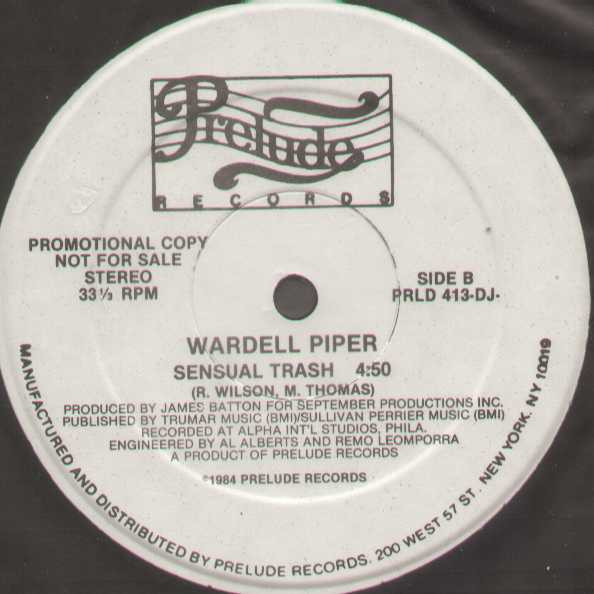 Prelude
RECORDS
PROMOTIONAL COPY
NOT FOR SALE
STEREO
33⅓ RPM
SIDE B
PRLD 413-DJ-
WARDELL PIPER
SENSUAL TRASH 4:50
(R. WILSON, M. THOMAS)
PRODUCED BY JAMES BATTON FOR SEPTEMBER PRODUCTIONS INC.
PUBLISHED BY TRUMAR MUSIC (BMI)/SULLIVAN PERRIER MUSIC (BMI)
RECORDED AT ALPHA INT'L STUDIOS, PHILA.
ENGINEERED BY AL ALBERTS AND REMO LEOMPORRA
A PRODUCT OF PRELUDE RECORDS
℗1984 PRELUDE RECORDS
MANUFACTURED AND DISTRIBUTED BY PRELUDE RECORDS. 200 WEST 57 ST. NEW YORK. NY 10019